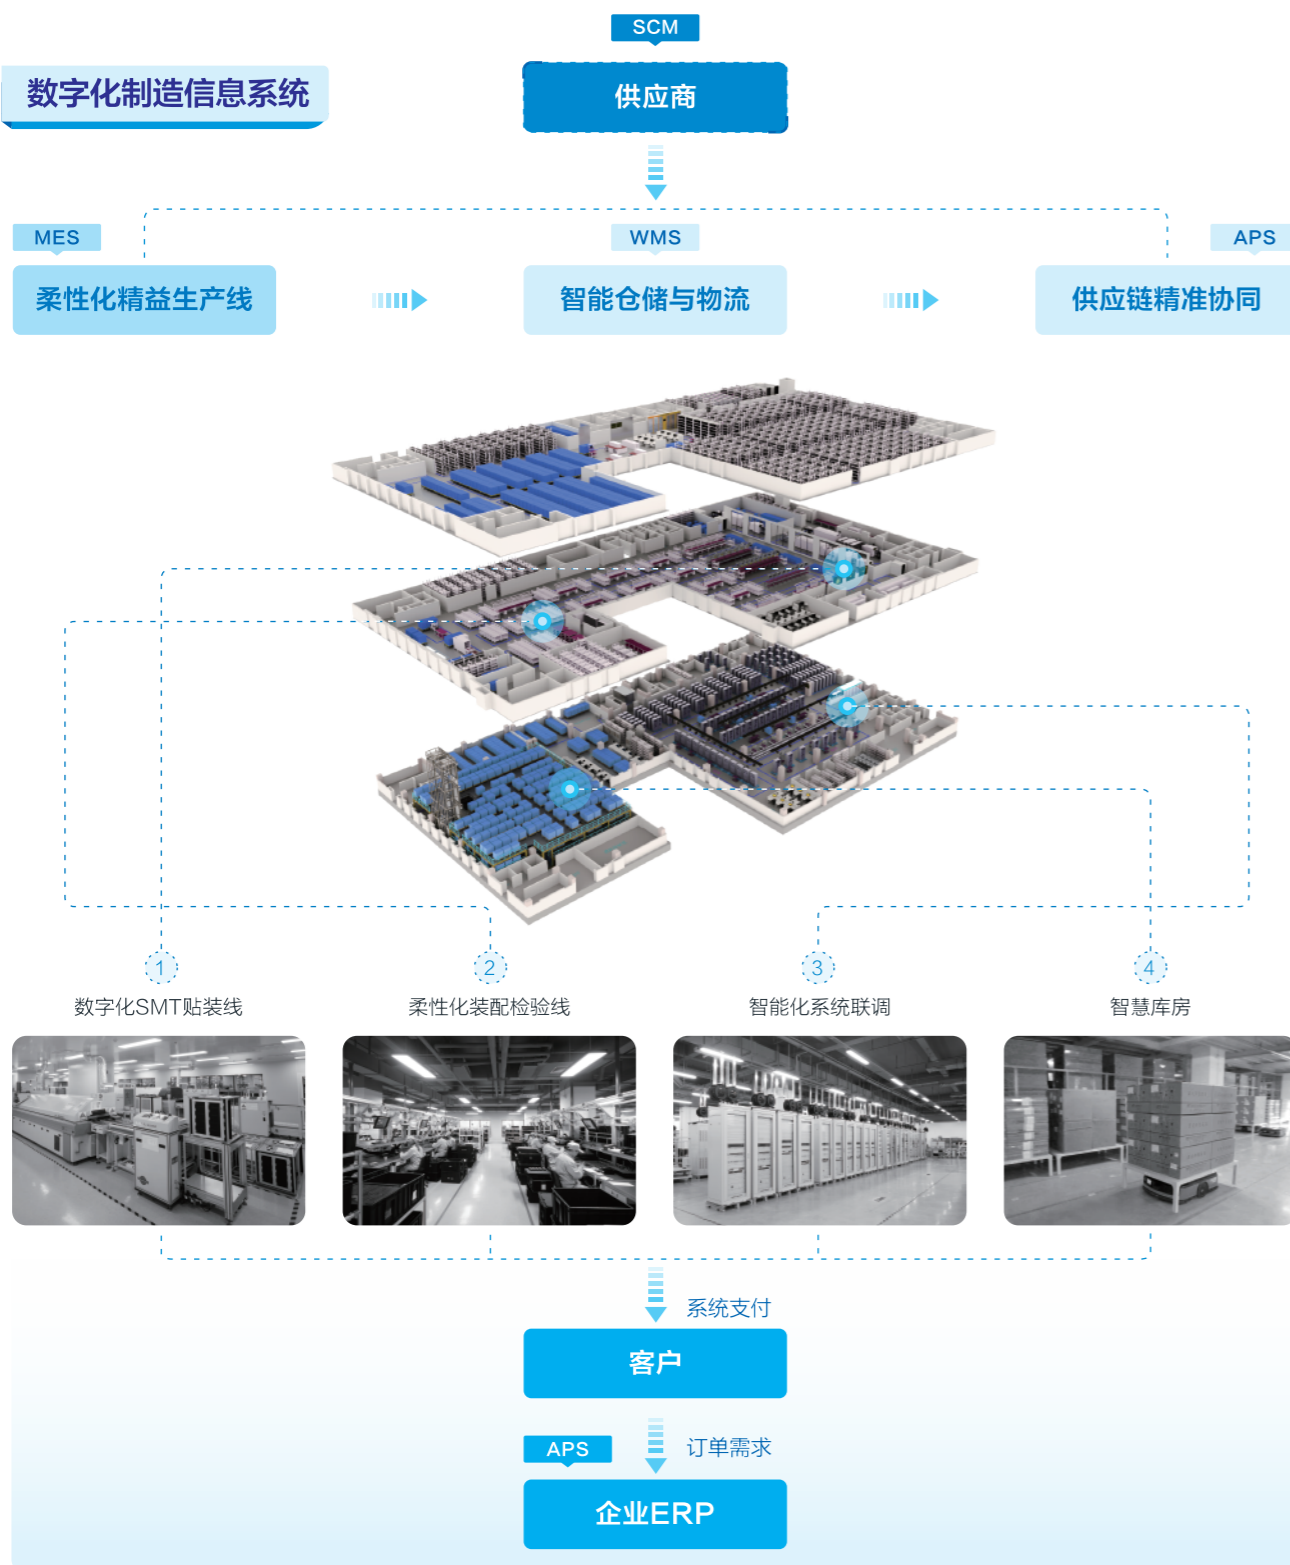 SCM
数字化制造信息系统
供应商
MES
WMS
APS
柔性化精益生产线
智能仓储与物流
供应链精准协同
1
2
3
4
数字化SMT贴装线
柔性化装配检验线
智能化系统联调
智慧库房
系统支付
客户
APS
订单需求
企业ERP